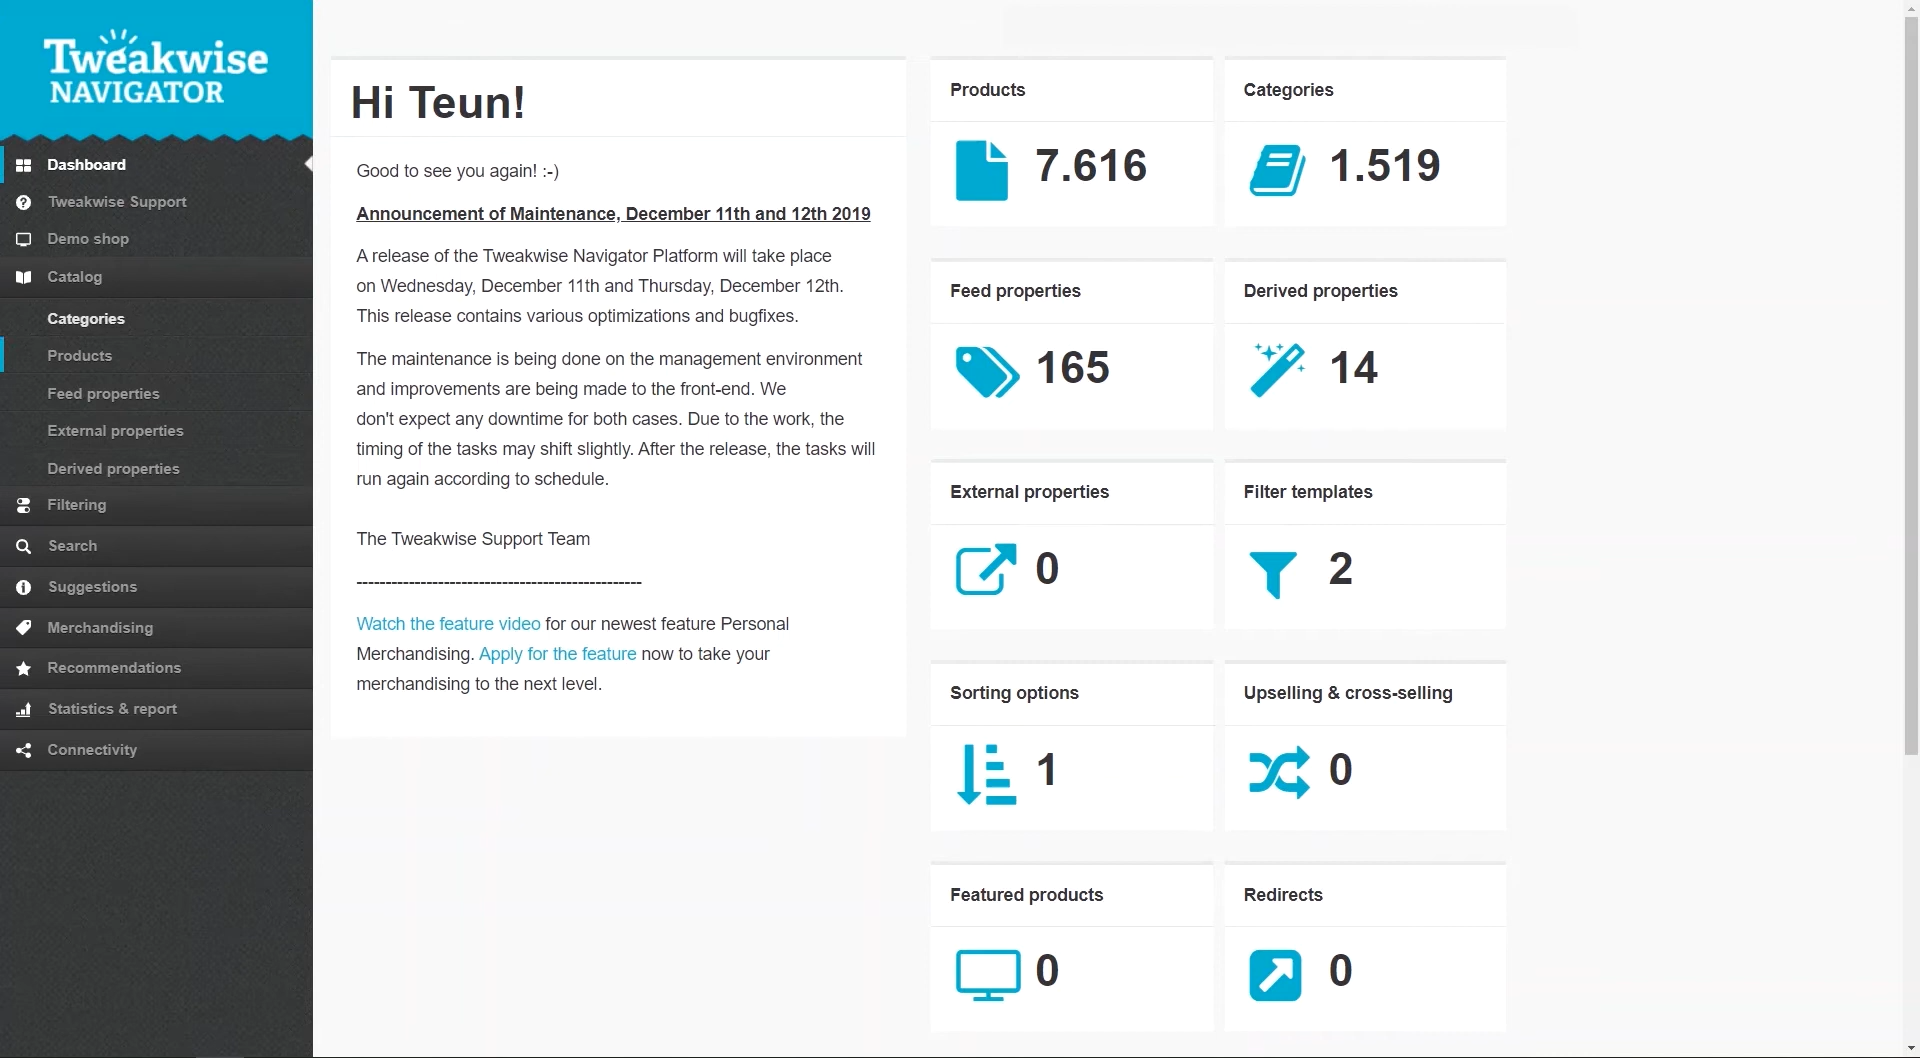 Tweakwise
NAVIGATOR
Dashboard
Tweakwise Support
Demo shop
Catalog
Categories
Products
Feed properties
External properties
Derived properties
Filtering
Search
Suggestions
Merchandising
Recommendations
Statistics & report
Connectivity
Hi Teun!
Good to see you again! :-)
Announcement of Maintenance, December 11th and 12th 2019
A release of the Tweakwise Navigator Platform will take place
on Wednesday, December 11th and Thursday, December 12th.
This release contains various optimizations and bugfixes.
The maintenance is being done on the management environment
and improvements are being made to the front-end. We
don't expect any downtime for both cases. Due to the work, the
timing of the tasks may shift slightly. After the release, the tasks will
run again according to schedule.
The Tweakwise Support Team
-------------------------------------------------
Watch the feature video for our newest feature Personal
Merchandising. Apply for the feature now to take your
merchandising to the next level.
Products
7.616
Categories
1.519
Feed properties
165
Derived properties
14
External properties
0
Filter templates
2
Sorting options
1
Upselling & cross-selling
0
Featured products
0
Redirects
0